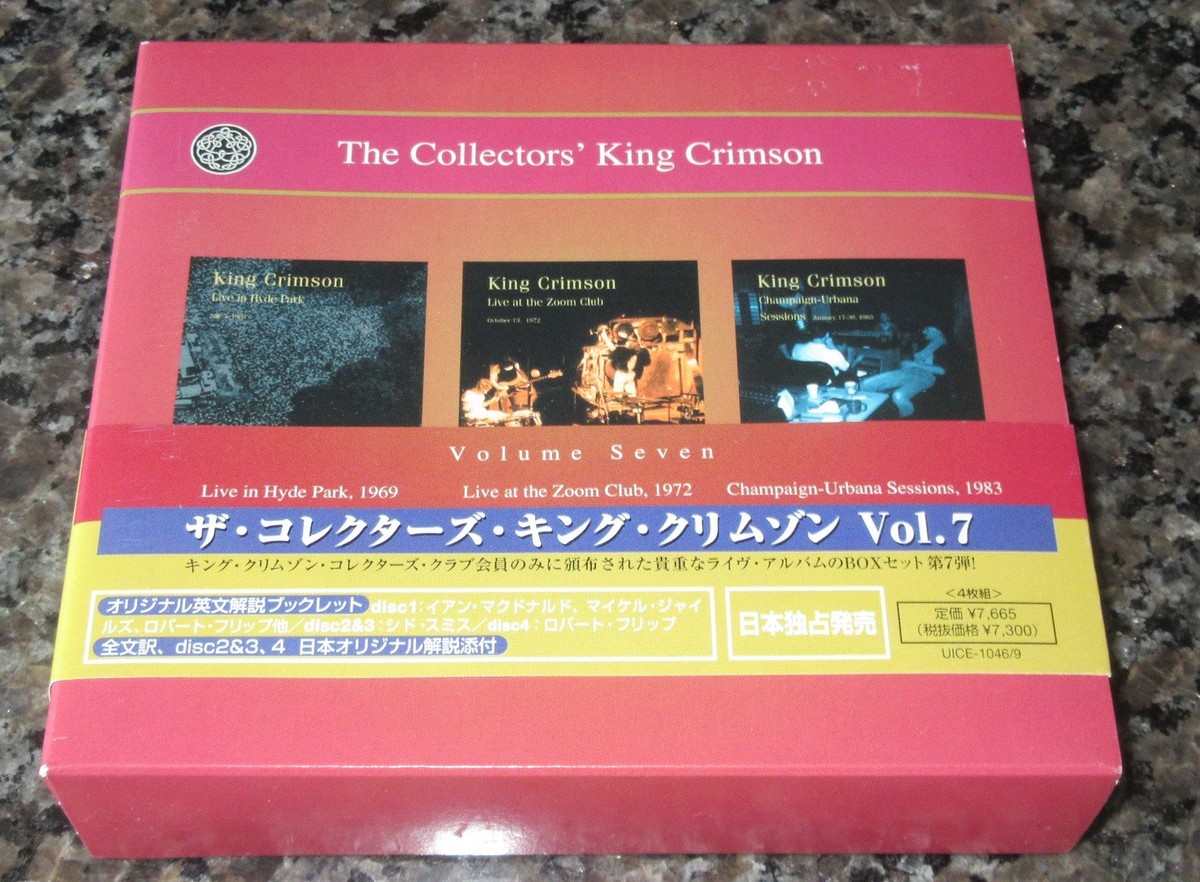 The Collectors' King Crimson
King Crimson
Live in Hyde Park
King Crimson
Live at the Zoom Club
October 13, 1972
King Crimson
Champaign-Urbana
Sessions January 17-30, 1983
Volume Seven
Live in Hyde Park, 1969
Live at the Zoom Club, 1972
Champaign-Urbana Sessions, 1983
ザ・コレクターズ・キング・クリムゾン Vol.7
キング・クリムゾン・コレクターズ・クラブ会員のみに頒布された貴重なライヴ・アルバムのBOXセット第7弾!
オリジナル英文解説ブックレット disc1:イアン・マクドナルド、マイケル・ジャイ
ルズ、ロバート・フリップ他/disc2&3:シド・スミス/disc4:ロバート・フリップ
全文訳、disc2&3、4 日本オリジナル解説添付
日本独占発売
<4枚組>
定価 ¥7,665
(税抜価格 ¥7,300)
UICE-1046/9